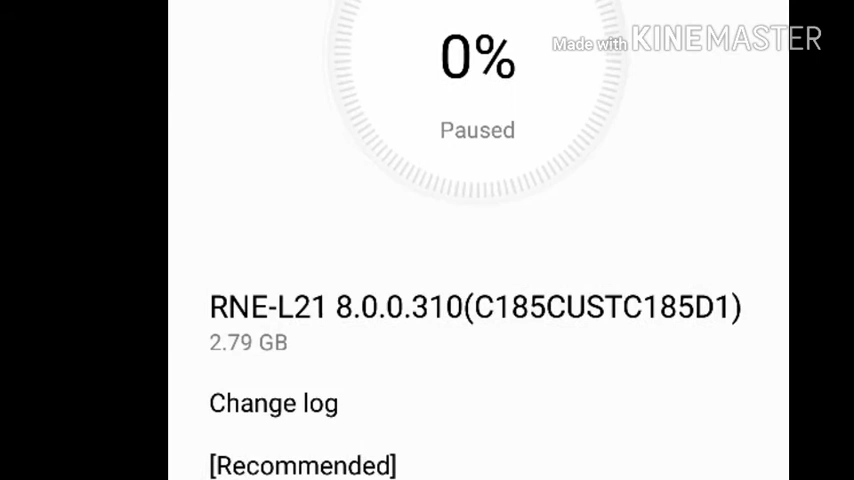 0%
Made with KINEMASTER
Paused
RNE-L21 8.0.0.310(C185CUSTC185D1)
2.79 GB
Change log
[Recommended]